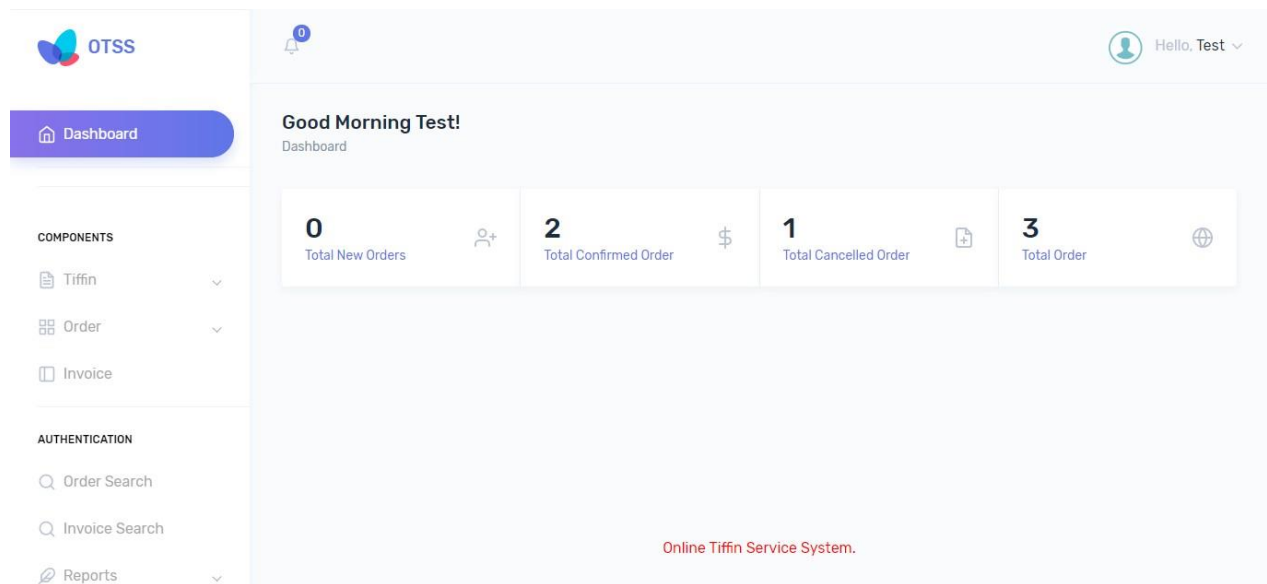 OTSS
0
Hello, Test
Dashboard
Good Morning Test!
Dashboard
0
Total New Orders
2
Total Confirmed Order
1
Total Cancelled Order
3
Total Order
COMPONENTS
Tiffin
Order
Invoice
AUTHENTICATION
Order Search
Invoice Search
Reports
Online Tiffin Service System.